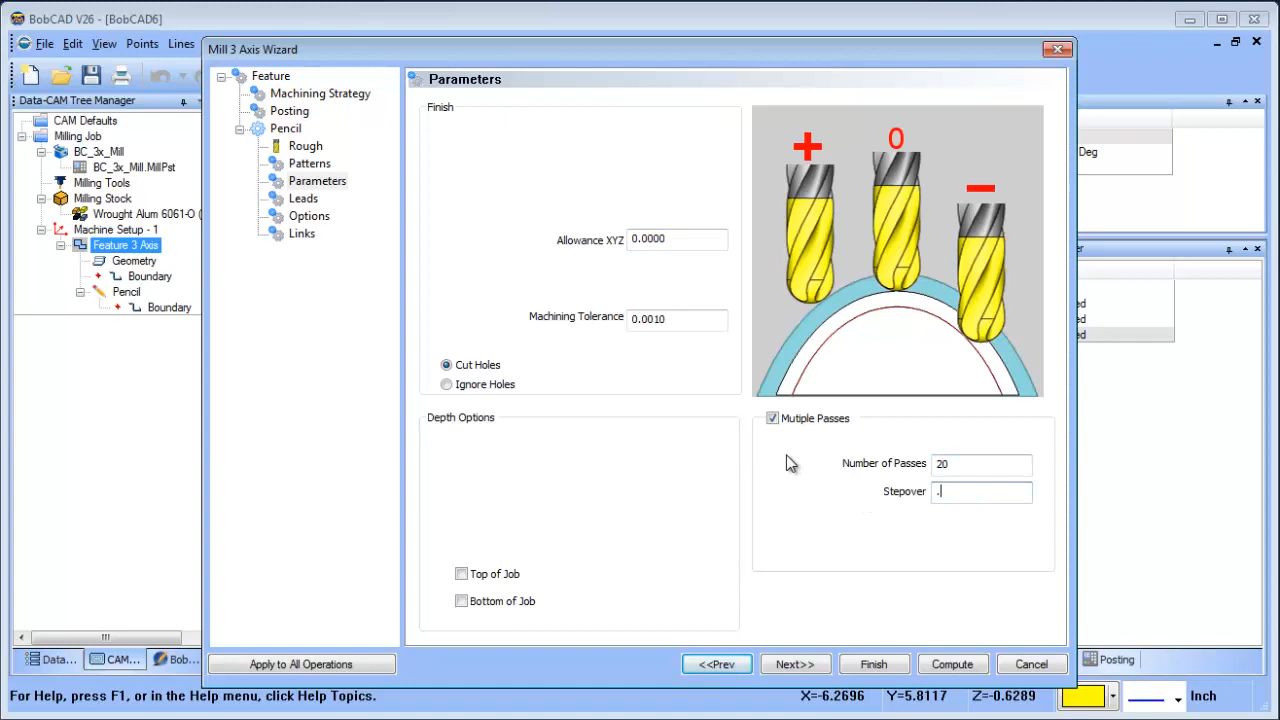 BobCAD V26 - [BobCAD6]
File Edit View Points Lines
Data-CAM Tree Manager
CAM Defaults
Milling Job
BC_3x_Mill
BC_3x_Mill.MillPst
Milling Tools
Milling Stock
Wrought Alum 6061-O (
Machine Setup - 1
Feature 3 Axis
Geometry
Boundary
Pencil
Boundary
Data...
CAM...
Bob...
Mill 3 Axis Wizard
Feature
Machining Strategy
Posting
Pencil
Rough
Patterns
Parameters
Leads
Options
Links
Parameters
Finish
Allowance XYZ 0.0000
Machining Tolerance 0.0010
Cut Holes
Ignore Holes
+ 0 −
Depth Options
Top of Job
Bottom of Job
Mutiple Passes
Number of Passes 20
Stepover .
Apply to All Operations
<<Prev
Next>>
Finish
Compute
Cancel
Deg
er
ed
ed
ed
Posting
For Help, press F1, or in the Help menu, click Help Topics.
X=-6.2696 Y=5.8117 Z=-0.6289
Inch